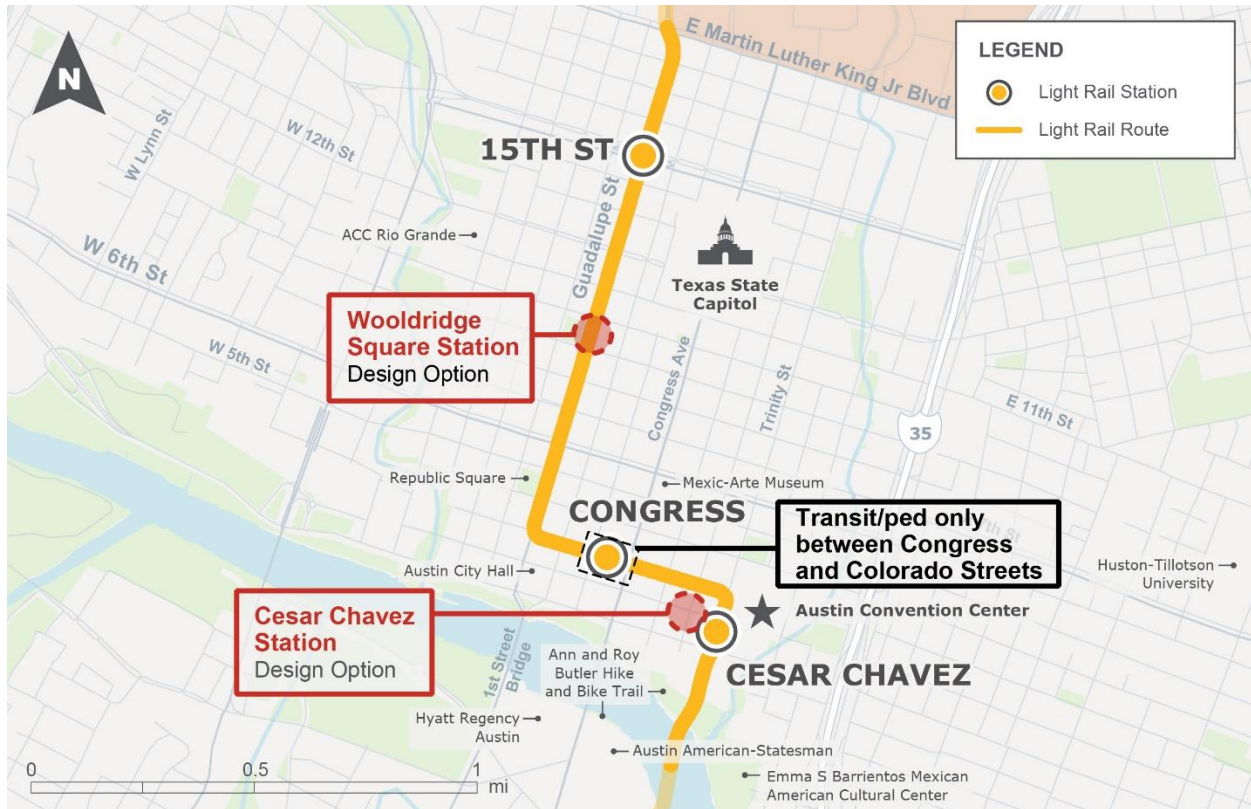 E Martin Luther King Jr Blvd
LEGEND
Light Rail Station
Light Rail Route
N
W Lynn St
W 12th St
15TH ST
Guadalupe St
ACC Rio Grande
W 6th St
Texas State
Capitol
Wooldridge
Square Station
Design Option
W 5th St
Congress Ave
Trinity St
E 11th St
35
Republic Square
Mexic-Arte Museum
CONGRESS
Transit/ped only
between Congress
and Colorado Streets
7th St
Huston-Tillotson
University
Austin City Hall
Cesar Chavez
Station
Design Option
Austin Convention Center
1st Street
Bridge
Ann and Roy
Butler Hike
and Bike Trail
CESAR CHAVEZ
Hyatt Regency
Austin
Austin American-Statesman
Emma S Barrientos Mexican
American Cultural Center
0
0.5
1
mi